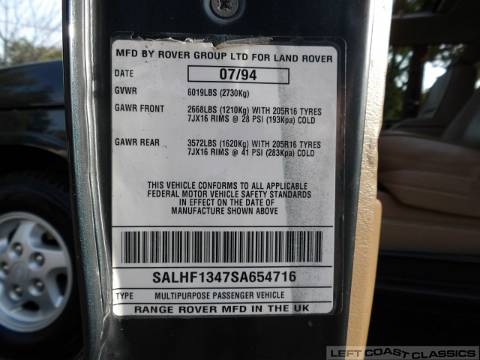 MFD BY ROVER GROUP LTD FOR LAND ROVER
DATE 07/94
GVWR 6019LBS (2730Kg)
GAWR FRONT 2668LBS (1210Kg) WITH 205R16 TYRES
7JX16 RIMS @ 28 PSI (193Kpa) COLD
GAWR REAR 3572LBS (1620Kg) WITH 205R16 TYRES
7JX16 RIMS @ 41 PSI (283Kpa) COLD
THIS VEHICLE CONFORMS TO ALL APPLICABLE
FEDERAL MOTOR VEHICLE SAFETY STANDARDS
IN EFFECT ON THE DATE OF
MANUFACTURE SHOWN ABOVE
SALHF1347SA654716
TYPE MULTIPURPOSE PASSENGER VEHICLE
RANGE ROVER MFD IN THE UK
LEFT COAST CLASSICS